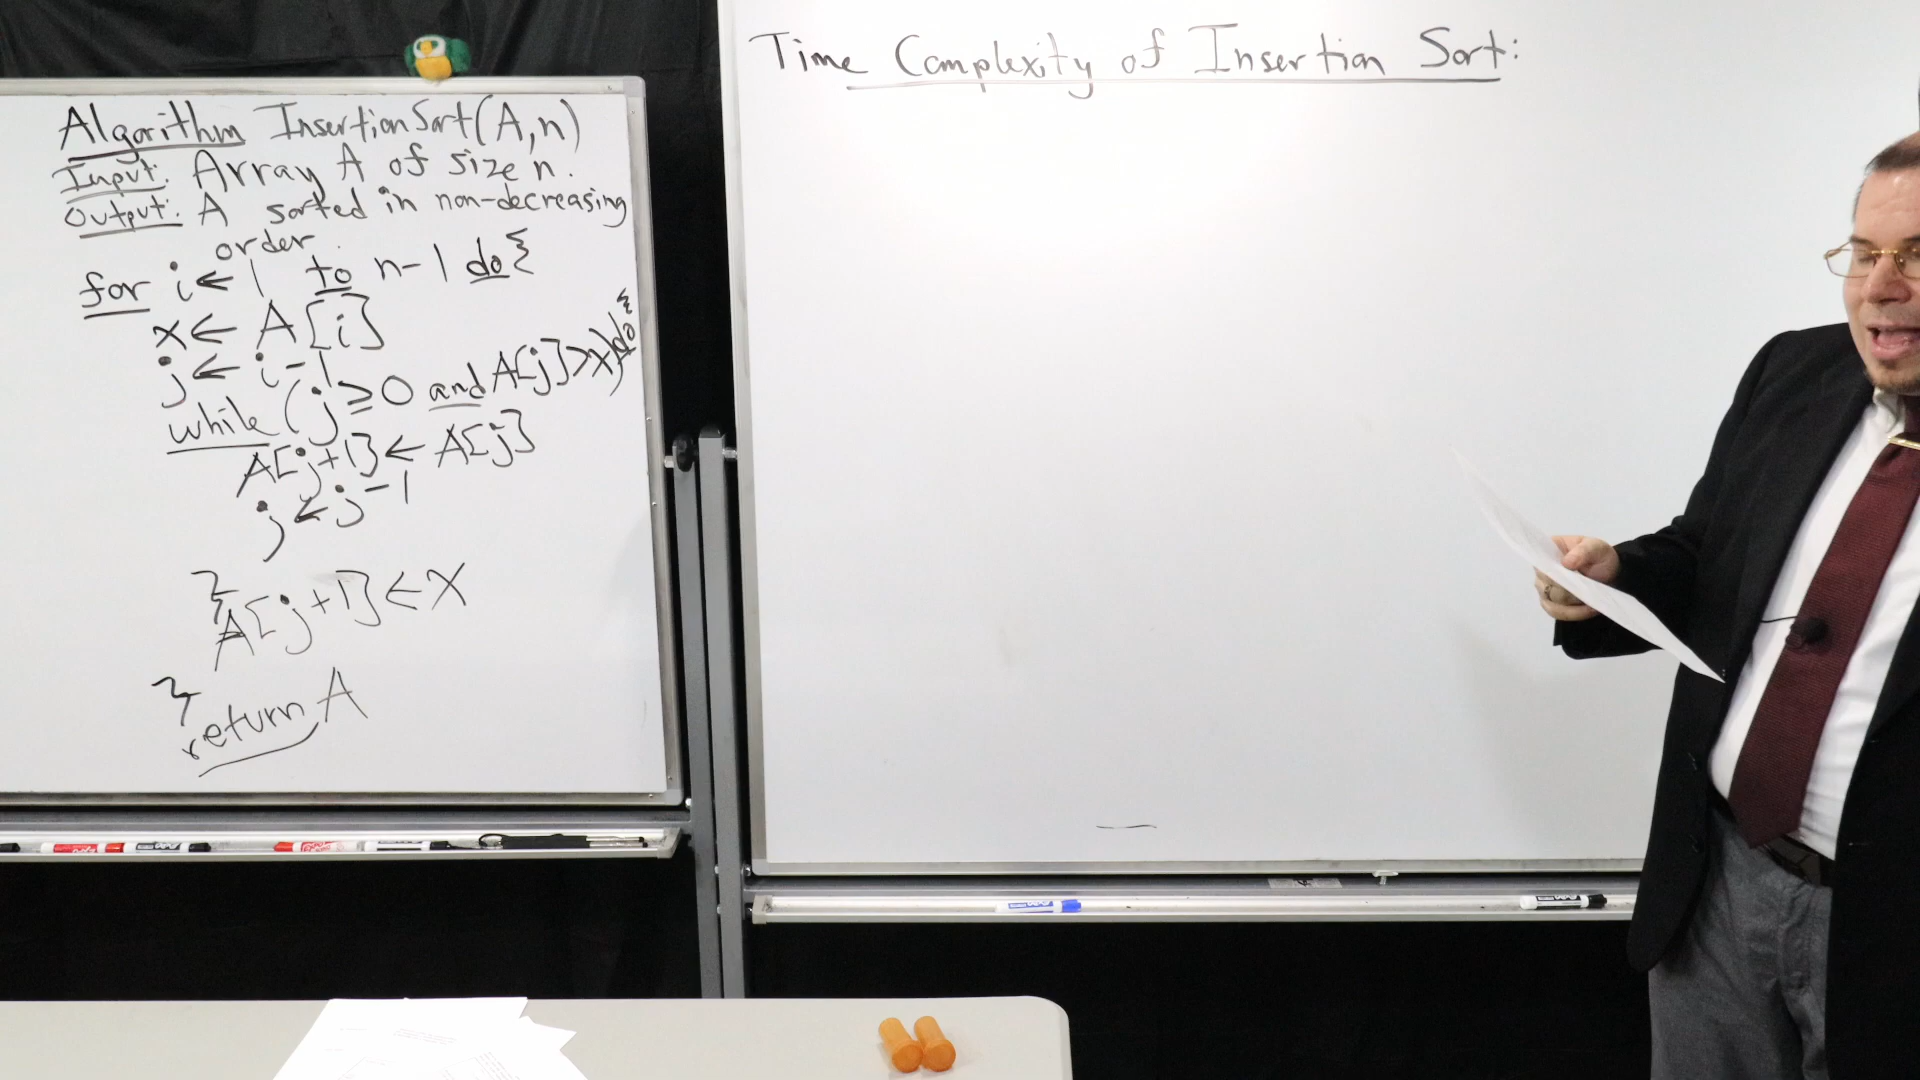 Algorithm InsertionSort(A,n)
Input: Array A of size n.
Output: A sorted in non-decreasing
order.
for i ← 1 to n-1 do {
x ← A[i]
j ← i-1
while (j ≥ 0 and A[j] > x) do {
A[j+1] ← A[j]
j ← j-1
}
A[j+1] ← x
}
return A
Time Complexity of Insertion Sort: